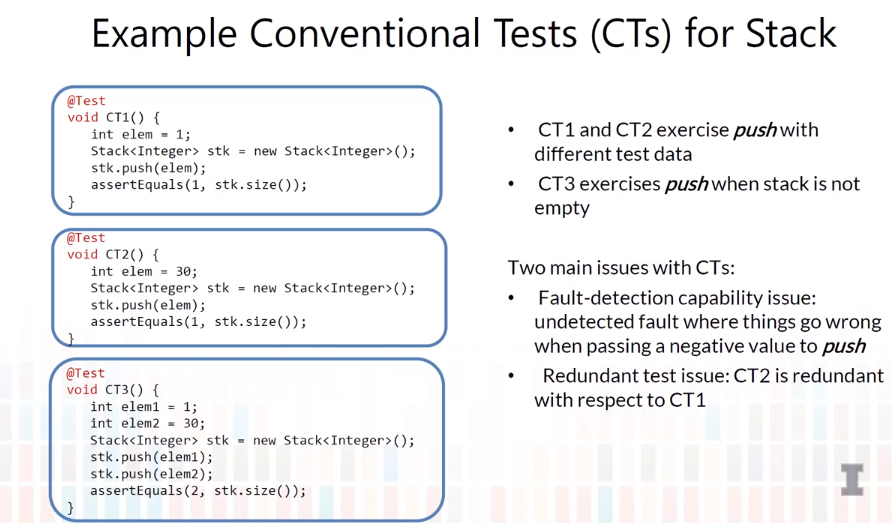 Example Conventional Tests (CTs) for Stack
@Test
void CT1() {
int elem = 1;
Stack<Integer> stk = new Stack<Integer>();
stk.push(elem);
assertEquals(1, stk.size());
}
@Test
void CT2() {
int elem = 30;
Stack<Integer> stk = new Stack<Integer>();
stk.push(elem);
assertEquals(1, stk.size());
}
@Test
void CT3() {
int elem1 = 1;
int elem2 = 30;
Stack<Integer> stk = new Stack<Integer>();
stk.push(elem1);
stk.push(elem2);
assertEquals(2, stk.size());
}
• CT1 and CT2 exercise push with
different test data
• CT3 exercises push when stack is not
empty
Two main issues with CTs:
• Fault-detection capability issue:
undetected fault where things go wrong
when passing a negative value to push
• Redundant test issue: CT2 is redundant
with respect to CT1
I